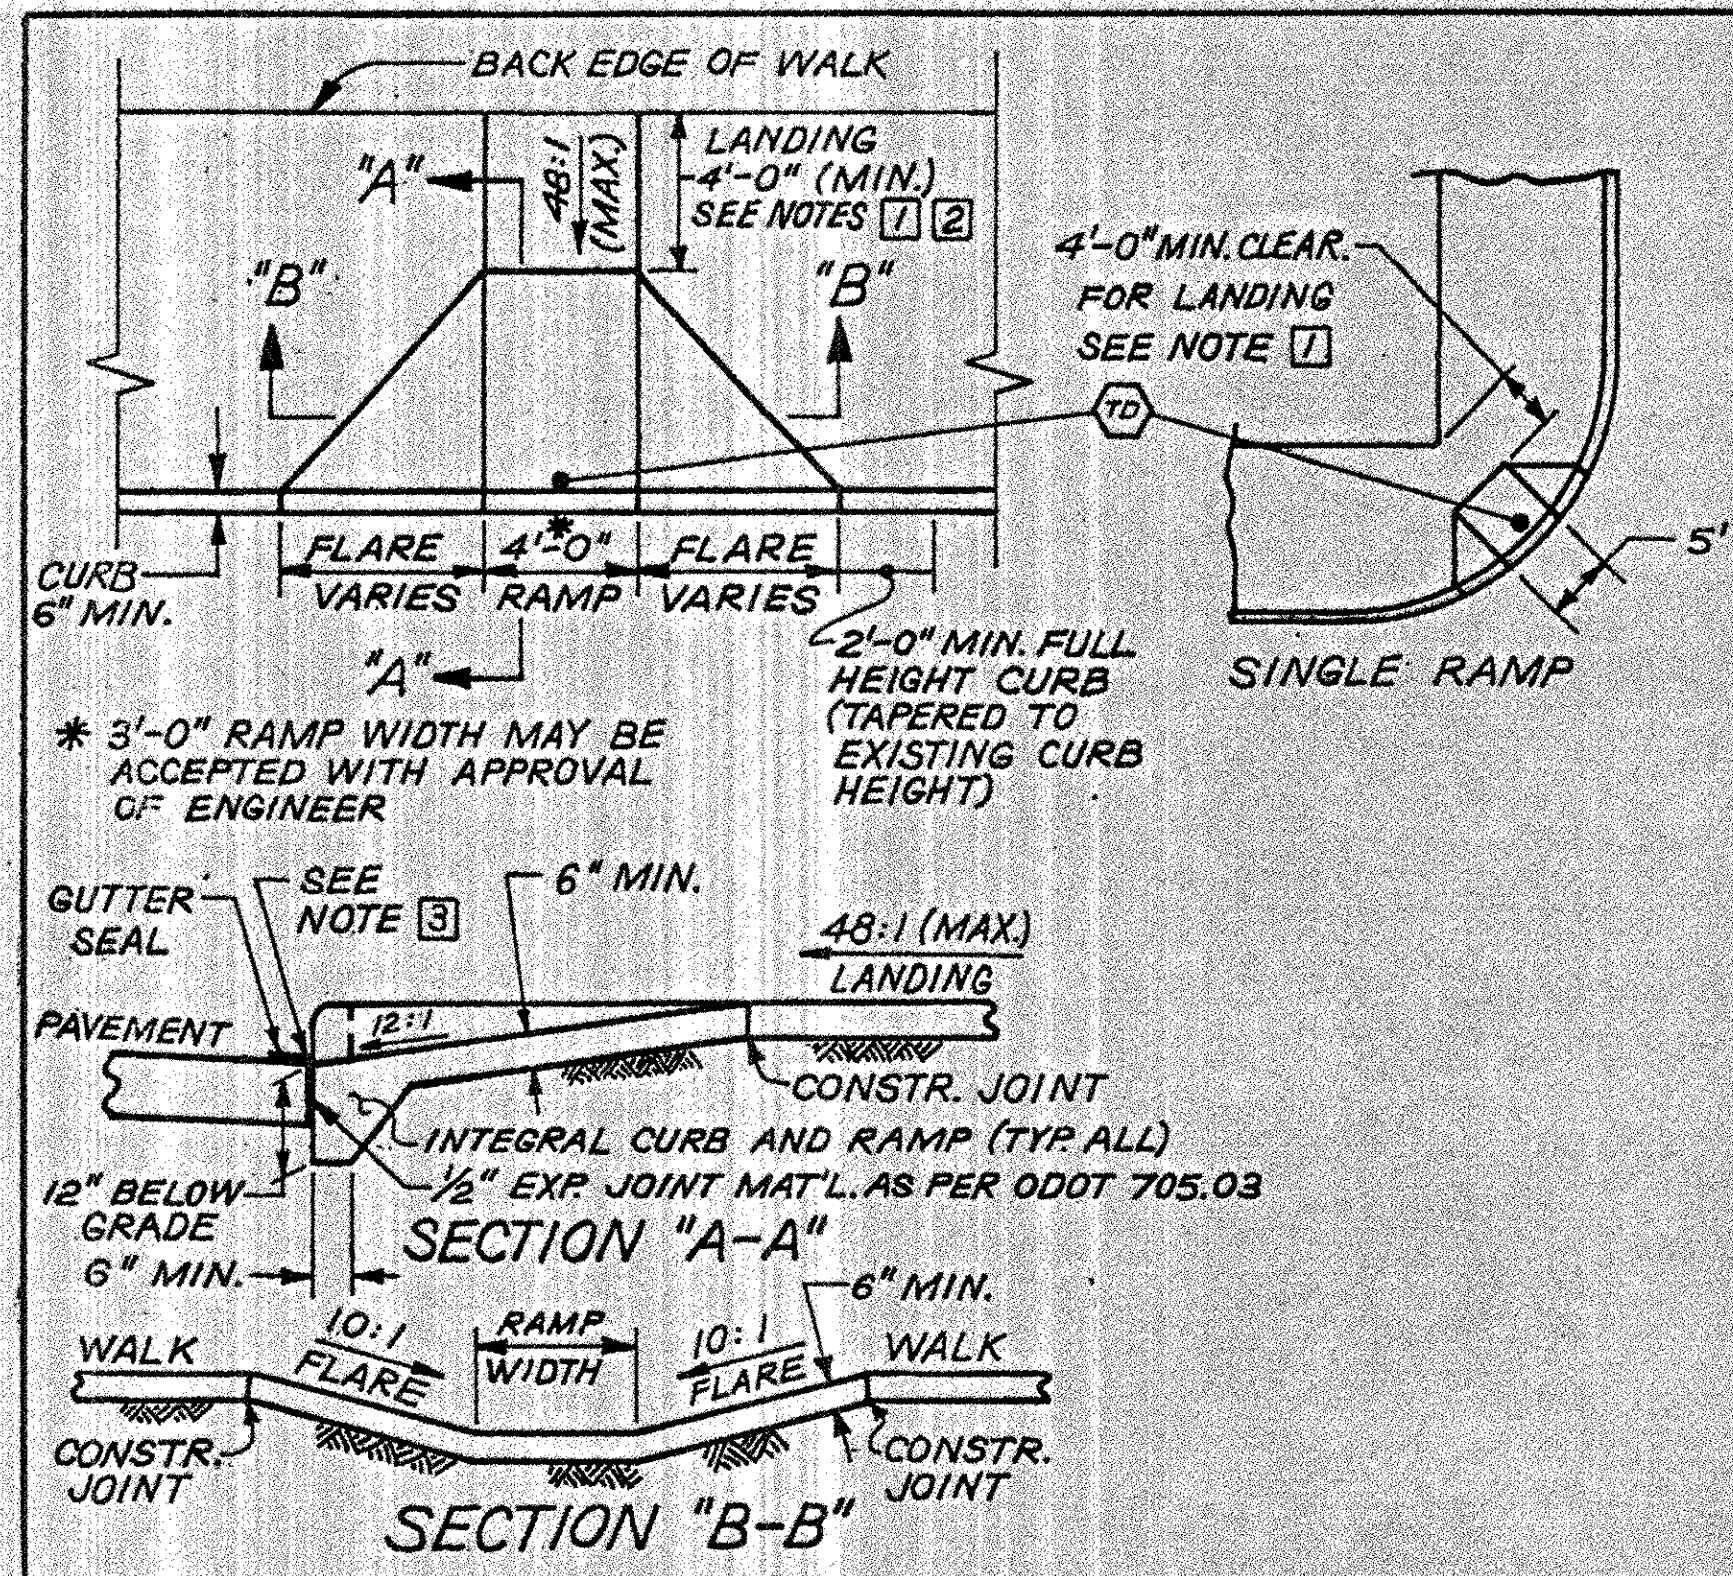 BACK EDGE OF WALK
"A"
48:1
(MAX.)
LANDING
4'-0" (MIN.)
SEE NOTES 1 2
"B"
"B"
4'-0" MIN. CLEAR.
FOR LANDING
SEE NOTE 1
TD
5'
SINGLE RAMP
CURB
6" MIN.
FLARE
VARIES
*
4'-0"
RAMP
FLARE
VARIES
"A"
2'-0" MIN. FULL
HEIGHT CURB
(TAPERED TO
EXISTING CURB
HEIGHT)
* 3'-0" RAMP WIDTH MAY BE
ACCEPTED WITH APPROVAL
OF ENGINEER
GUTTER
SEAL
SEE
NOTE 3
6" MIN.
48:1 (MAX.)
LANDING
PAVEMENT
12:1
CONSTR. JOINT
INTEGRAL CURB AND RAMP (TYP. ALL)
1/2" EXP. JOINT MAT'L. AS PER ODOT 705.03
12" BELOW
GRADE
6" MIN.
SECTION "A-A"
WALK
10:1
FLARE
RAMP
WIDTH
10:1
FLARE
6" MIN.
WALK
CONSTR.
JOINT
CONSTR.
JOINT
SECTION "B-B"